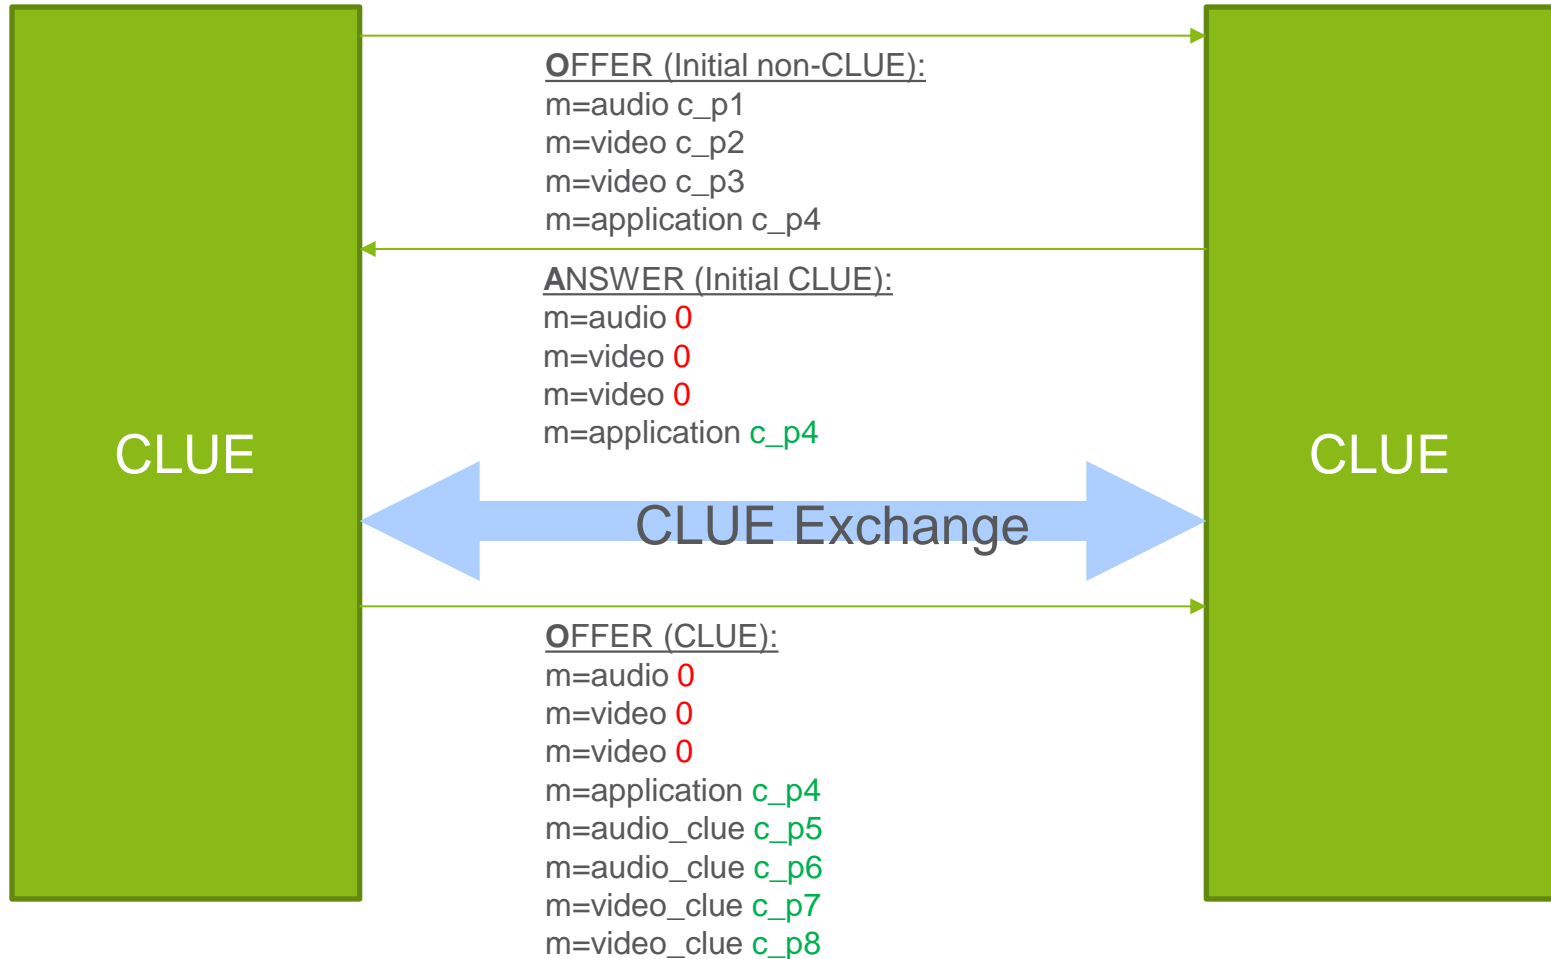 OFFER (Initial non-CLUE):
m=audio c_p1
m=video c_p2
m=video c_p3
m=application c_p4
ANSWER (Initial CLUE):
m=audio 0
m=video 0
m=video 0
m=application c_p4
CLUE
CLUE
CLUE Exchange
OFFER (CLUE):
m=audio 0
m=video 0
m=video 0
m=application c_p4
m=audio_clue c_p5
m=audio_clue c_p6
m=video_clue c_p7
m=video_clue c_p8